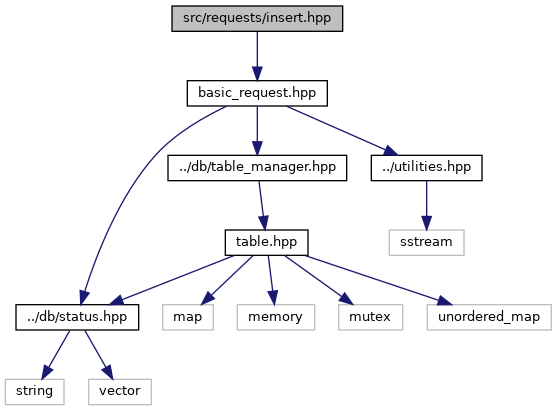 src/requests/insert.hpp
basic_request.hpp
../db/table_manager.hpp
../utilities.hpp
table.hpp
sstream
../db/status.hpp
map
memory
mutex
unordered_map
string
vector